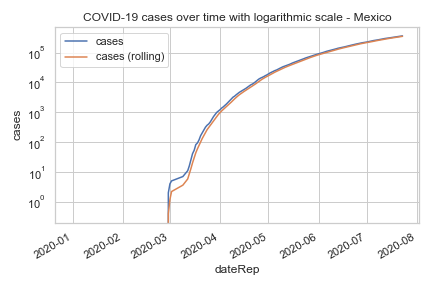 COVID-19 cases over time with logarithmic scale - Mexico
cases
cases (rolling)
10⁵
10⁴
10³
10²
10¹
10⁰
cases
2020-01
2020-02
2020-03
2020-04
2020-05
2020-06
2020-07
2020-08
dateRep